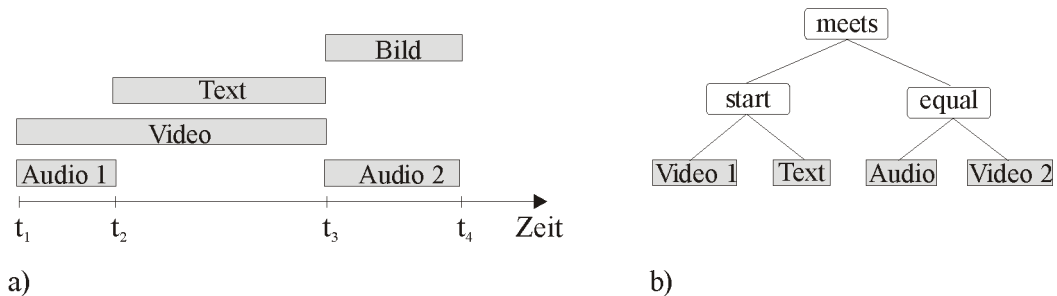 Bild
Text
Video
Audio 1 Audio 2
t1 t2 t3 t4 Zeit
a)
meets
start equal
Video 1 Text Audio Video 2
b)